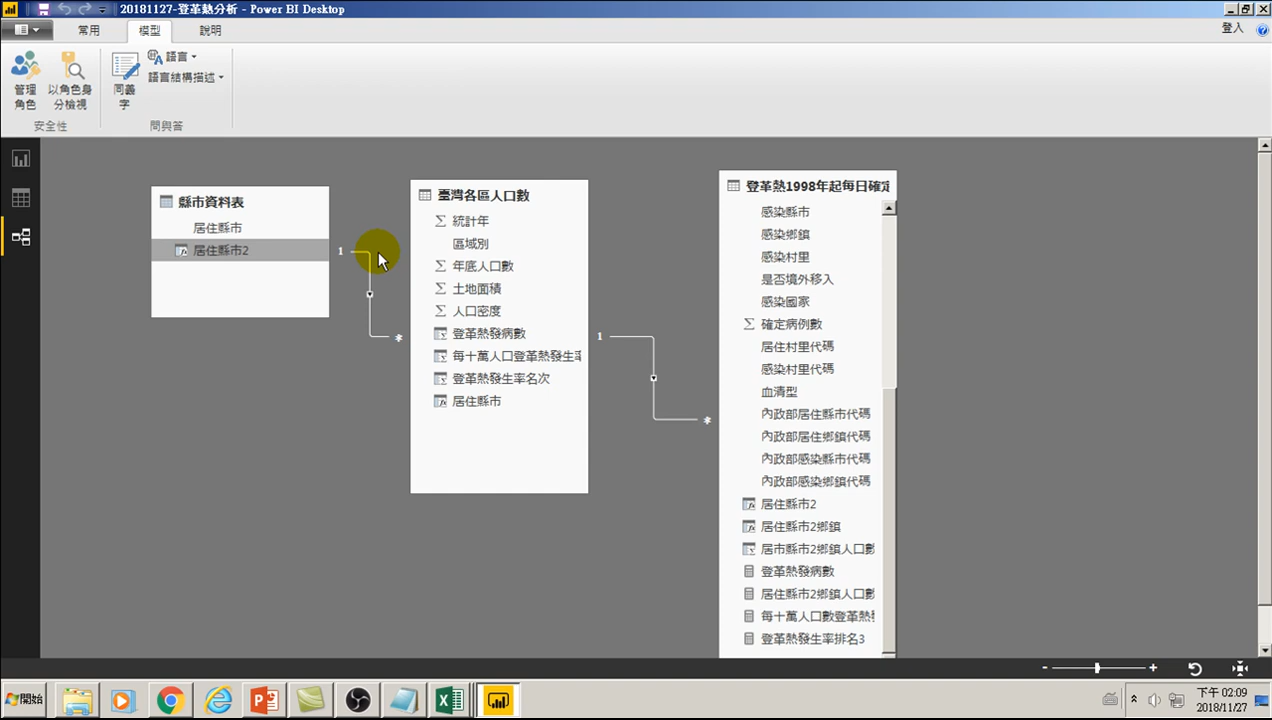 20181127-登革熱分析 - Power BI Desktop
常用
模型
說明
登入
管理
角色
以角色身
分檢視
同義
字
語言
語言結構描述
安全性
問與答
縣市資料表
居住縣市
居住縣市2
1
*
臺灣各區人口數
統計年
區域別
年底人口數
土地面積
人口密度
登革熱發病數
每十萬人口登革熱發生率
登革熱發生率名次
居住縣市
1
*
登革熱1998年起每日確定
感染縣市
感染鄉鎮
感染村里
是否境外移入
感染國家
確定病例數
居住村里代碼
感染村里代碼
血清型
內政部居住縣市代碼
內政部居住鄉鎮代碼
內政部感染縣市代碼
內政部感染鄉鎮代碼
居住縣市2
居住縣市2鄉鎮
居市縣市2鄉鎮人口數
登革熱發病數
居住縣市2鄉鎮人口數
每十萬人口數登革熱
登革熱發生率排名3
開始
下午 02:09
2018/11/27